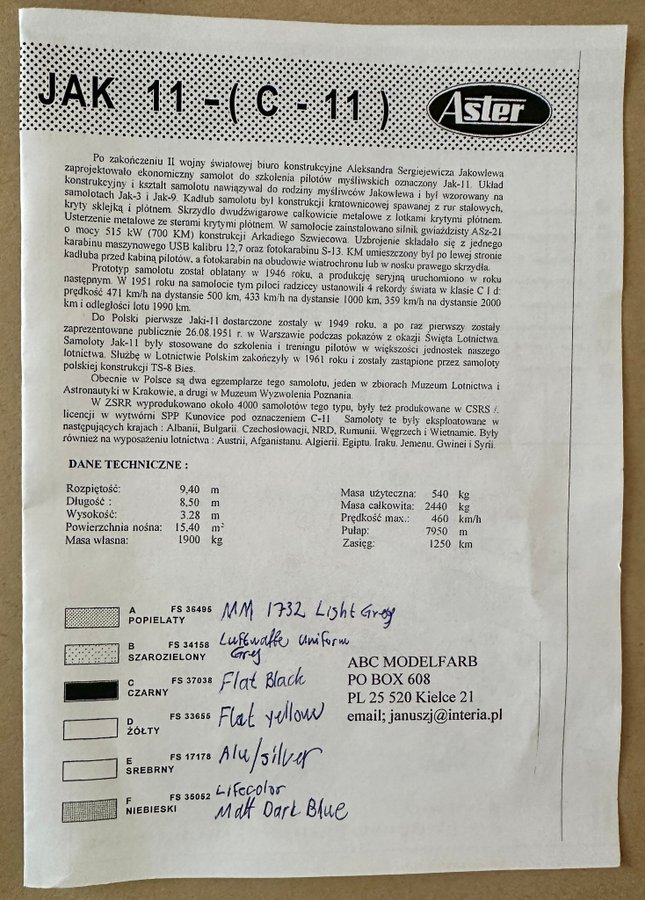 JAK 11 - ( C - 11 )
Aster
Po zakończeniu II wojny światowej biuro konstrukcyjne Aleksandra Sergiejewicza Jakowlewa
zaprojektowało ekonomiczny samolot do szkolenia pilotów myśliwskich oznaczony Jak-11. Układ
konstrukcyjny i kształt samolotu nawiązywał do rodziny myśliwców Jakowlewa i był wzorowany na
samolotach Jak-3 i Jak-9. Kadłub samolotu był konstrukcji kratownicowej spawanej z rur stalowych,
kryty sklejką i płótnem. Skrzydło dwudźwigarowe całkowicie metalowe z lotkami krytymi płótnem.
Usterzenie metalowe ze sterami krytymi płótnem. W samolocie zainstalowano silnik gwiaździsty ASz-21
o mocy 515 kW (700 KM) konstrukcji Arkadiego Szwiecowa. Uzbrojenie składało się z jednego
karabinu maszynowego USB kalibru 12,7 oraz fotokarabinu S-13. KM umieszczony był po lewej stronie
kadłuba przed kabiną pilotów, a fotokarabin na obudowie wiatrochronu lub w nosku prawego skrzydła.
Prototyp samolotu został oblatany w 1946 roku, a produkcję seryjną uruchomiono w roku
następnym. W 1951 roku na samolocie tym piloci radzieccy ustanowili 4 rekordy świata w klasie C I d:
prędkość 471 km/h na dystansie 500 km, 433 km/h na dystansie 1000 km, 359 km/h na dystansie 2000
km i odległości lotu 1990 km.
Do Polski pierwsze Jaki-11 dostarczone zostały w 1949 roku, a po raz pierwszy zostały
zaprezentowane publicznie 26.08.1951 r. w Warszawie podczas pokazów z okazji Święta Lotnictwa.
Samoloty Jak-11 były stosowane do szkolenia i treningu pilotów w większości jednostek naszego
lotnictwa. Służbę w Lotnictwie Polskim zakończyły w 1961 roku i zostały zastąpione przez samoloty
polskiej konstrukcji TS-8 Bies.
Obecnie w Polsce są dwa egzemplarze tego samolotu, jeden w zbiorach Muzeum Lotnictwa i
Astronautyki w Krakowie, a drugi w Muzeum Wyzwolenia Poznania.
W ZSRR wyprodukowano około 4000 samolotów tego typu, były też produkowane w CSRS /.
licencji w wytwórni SPP Kunovice pod oznaczeniem C-11 Samoloty te były eksploatowane w
następujących krajach : Albanii, Bułgarii, Czechosłowacji, NRD, Rumunii, Węgrzech i Wietnamie. Były
również na wyposażeniu lotnictwa : Austrii, Afganistanu, Algierii, Egiptu, Iraku, Jemenu, Gwinei i Syrii.
DANE TECHNICZNE :
Rozpiętość: 9,40 m
Długość : 8,50 m
Wysokość: 3.28 m
Powierzchnia nośna: 15,40 m²
Masa własna: 1900 kg
Masa użyteczna: 540 kg
Masa całkowita: 2440 kg
Prędkość max.: 460 km/h
Pułap: 7950 m
Zasięg: 1250 km
A FS 36495 MM 1732 Light Grey
POPIELATY
B FS 34158 Luftwaffe Uniform
SZAROZIELONY Grey
C FS 37038 Flat Black
CZARNY
D FS 33655 Flat yellow
ŻÓŁTY
E FS 17178 Alu/silver
SREBRNY
F FS 35052 Lifecolor
NIEBIESKI Matt Dark Blue
ABC MODELFARB
PO BOX 608
PL 25 520 Kielce 21
email; januszj@interia.pl